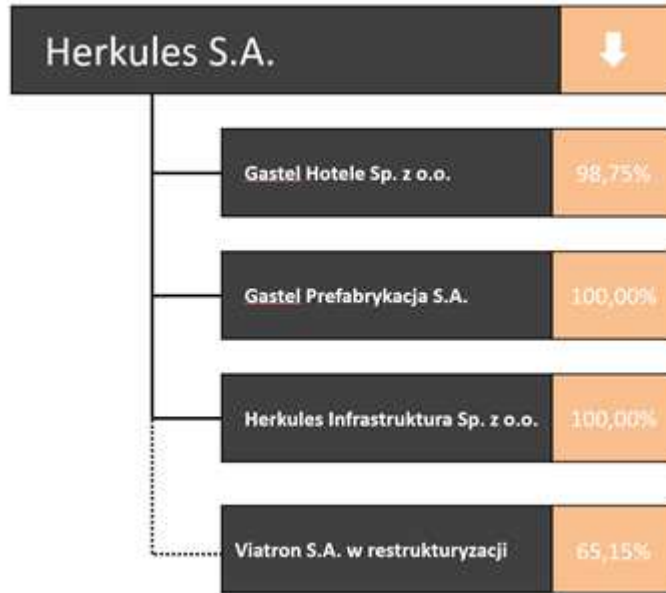 Herkules S.A.
Gastel Hotele Sp. z o.o. 98,75%
Gastel Prefabrykacja S.A. 100,00%
Herkules Infrastruktura Sp. z o.o. 100,00%
Viatron S.A. w restrukturyzacji 65,15%